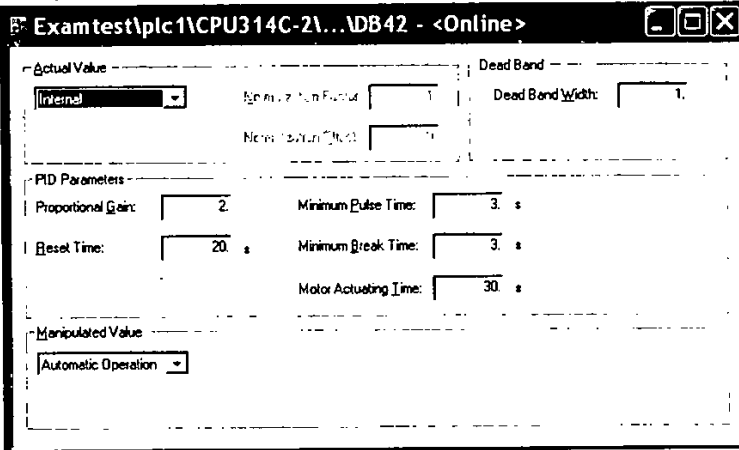 Examtest\plc1\CPU314C-2\...\DB42 - <Online>
Actual Value
Internal
Factor:
1
Dead Band
Dead Band Width: 1.
PID Parameters
Proportional Gain: 2.
Reset Time: 20. s
Minimum Pulse Time: 3. s
Minimum Break Time: 3. s
Motor Actuating Time: 30. s
Manipulated Value
Automatic Operation